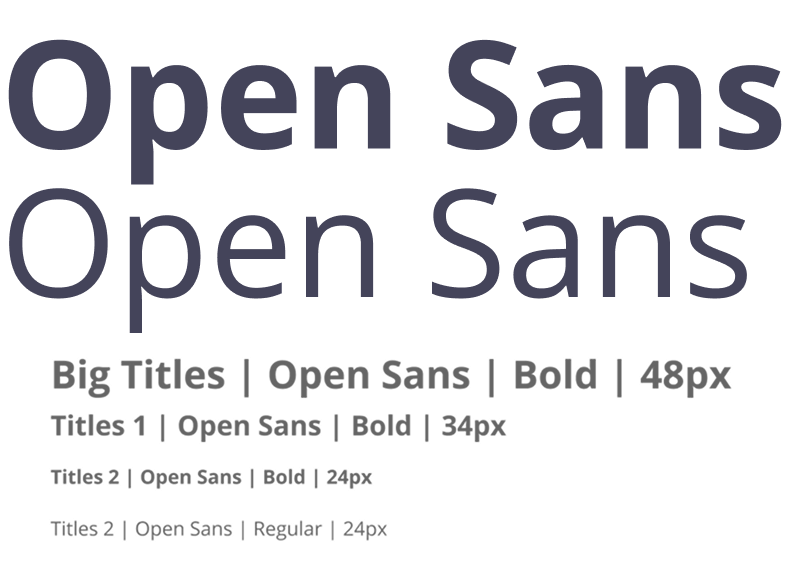 Open Sans
Open Sans
Big Titles | Open Sans | Bold | 48px
Titles 1 | Open Sans | Bold | 34px
Titles 2 | Open Sans | Bold | 24px
Titles 2 | Open Sans | Regular | 24px